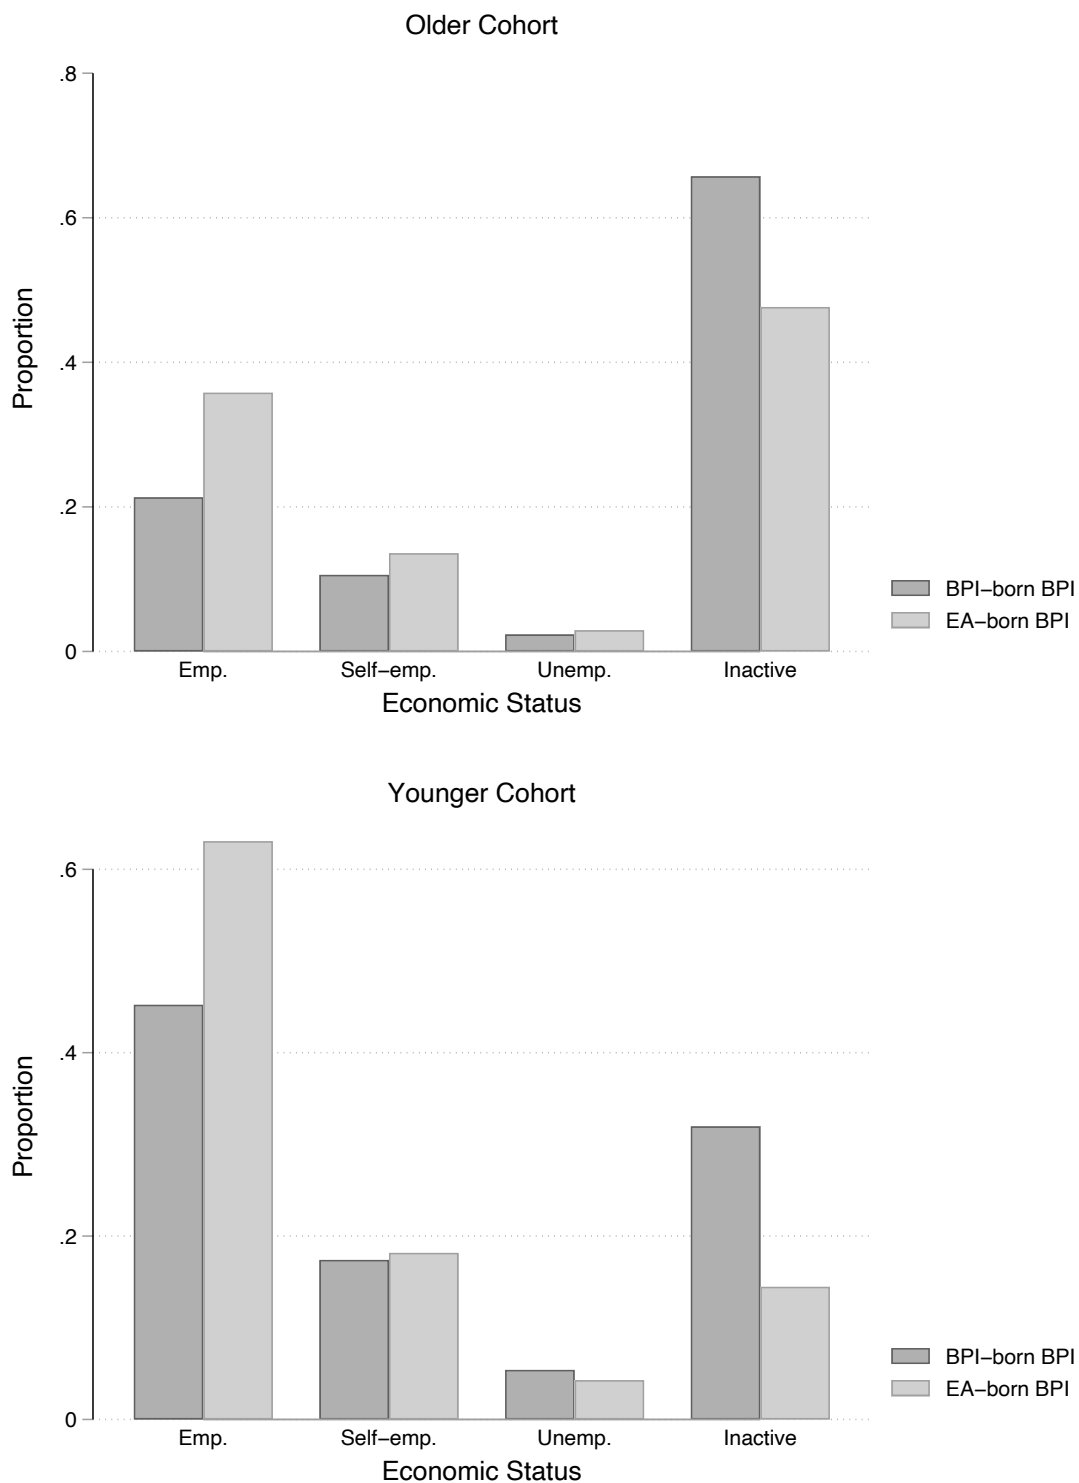 Older Cohort
.8
.6
.4
.2
0
Proportion
Emp.
Self−emp.
Unemp.
Inactive
Economic Status
BPI−born BPI
EA−born BPI
Younger Cohort
.6
.4
.2
0
Proportion
Emp.
Self−emp.
Unemp.
Inactive
Economic Status
BPI−born BPI
EA−born BPI